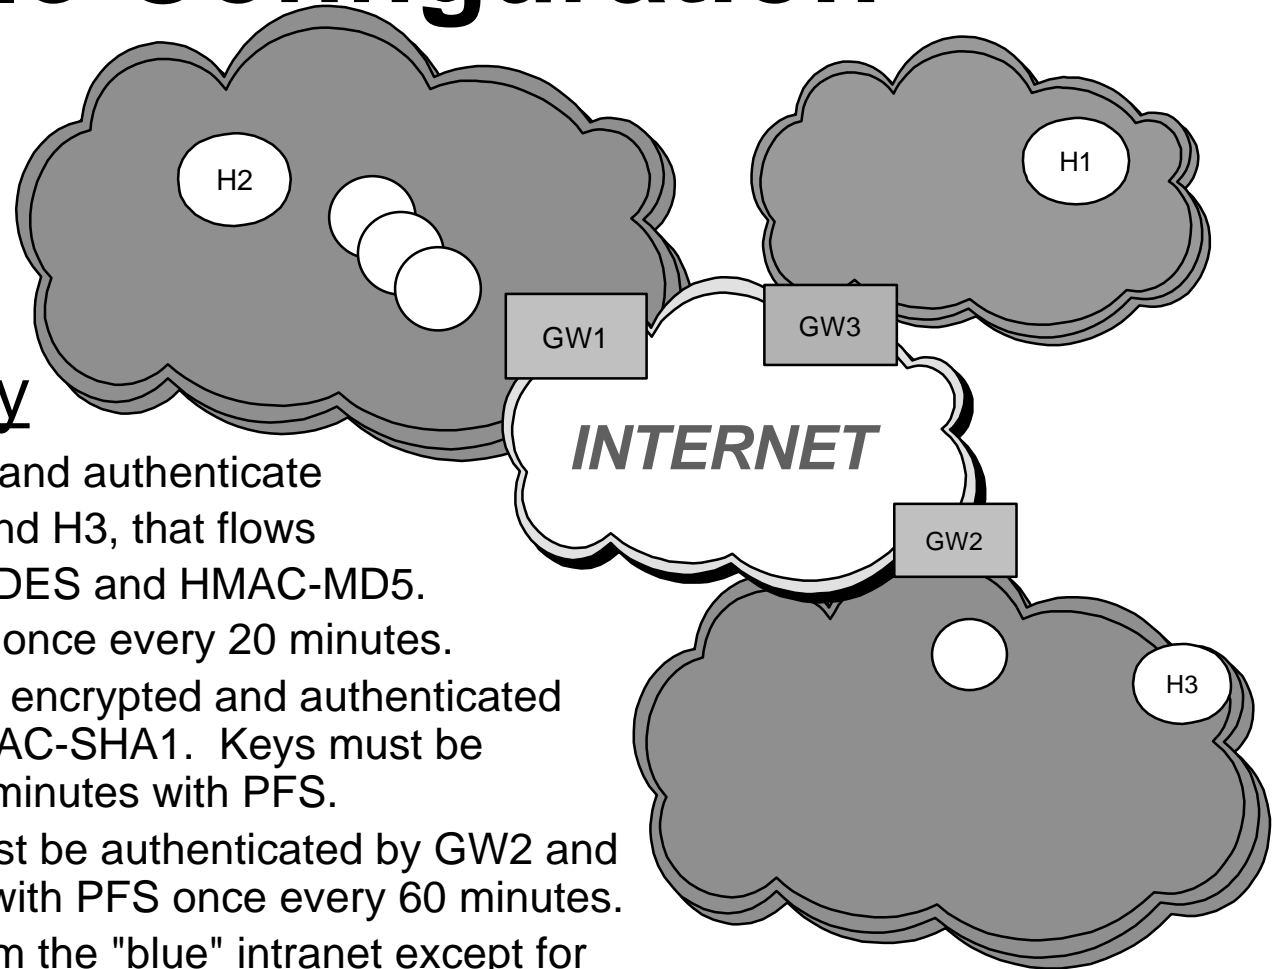 Configuration
H2
H1
GW1
GW3
y
INTERNET
and authenticate
nd H3, that flows
DES and HMAC-MD5.
once every 20 minutes.
GW2
encrypted and authenticated
AC-SHA1. Keys must be
minutes with PFS.
H3
st be authenticated by GW2 and
with PFS once every 60 minutes.
m the "blue" intranet except for